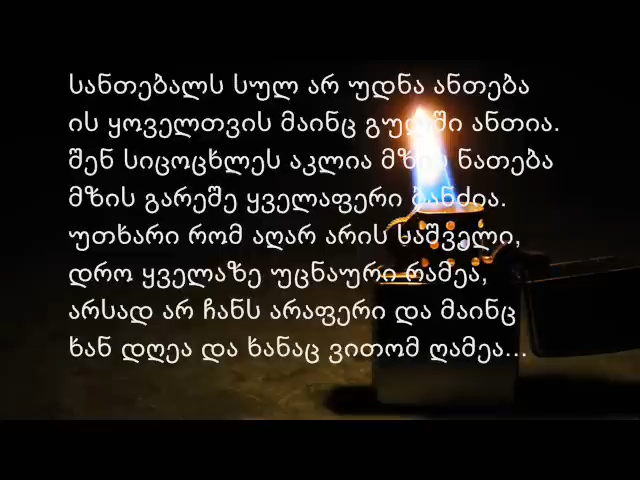 სანთებალს სულ არ უდნა ანთება
ის ყოველთვის მაინც გულში ანთია.
შენ სიცოცხლეს აკლია მზის ნათება
მზის გარეშე ყველაფერი ბანძია.
უთხარი რომ აღარ არის საშველი,
დრო ყველაზე უცნაური რამეა,
არსად არ ჩანს არაფერი და მაინც
ხან დღეა და ხანაც ვითომ ღამეა...